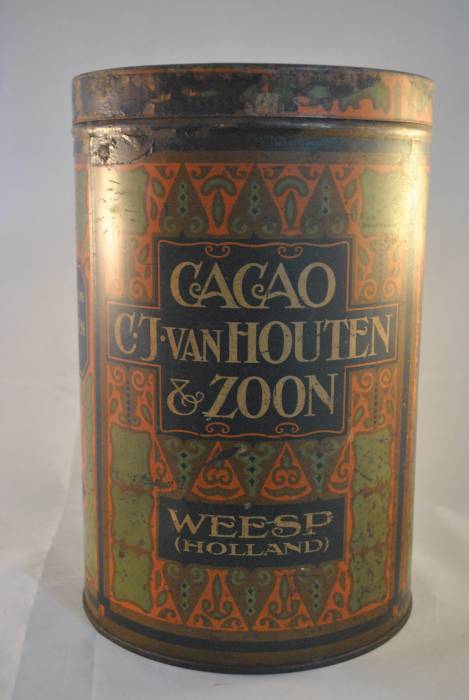 CACAO
C·J·VAN HOUTEN
& ZOON
WEESP
(HOLLAND)